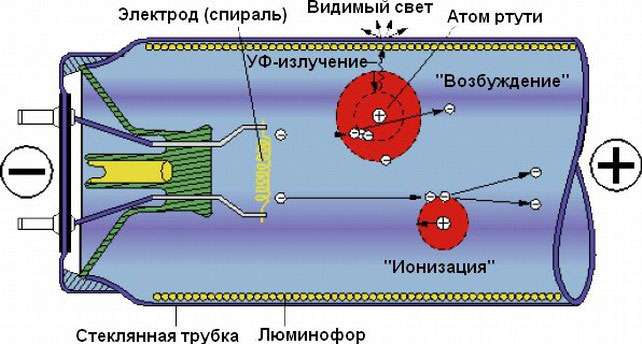 Электрод (спираль)
Видимый свет
Атом ртути
УФ-излучение
"Возбуждение"
"Ионизация"
Стеклянная трубка
Люминофор